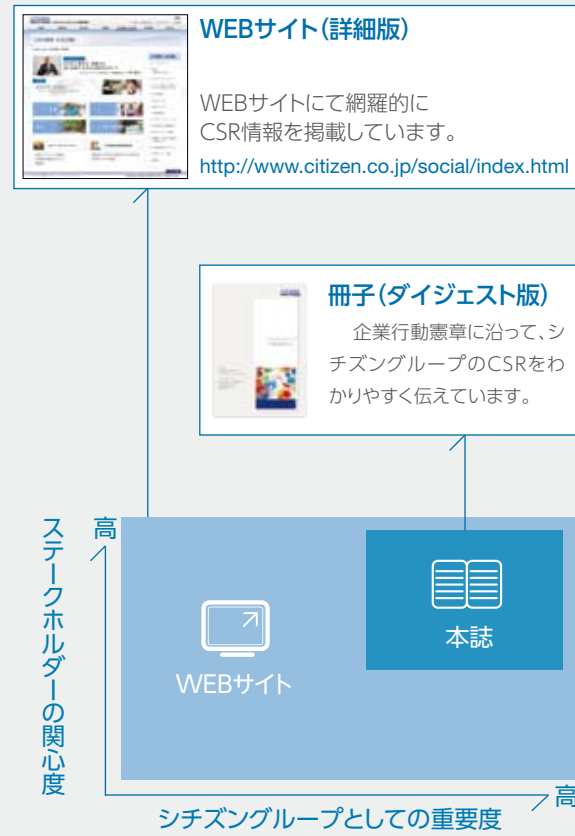 WEBサイト（詳細版）
WEBサイトにて網羅的に
CSR情報を掲載しています。
http://www.citizen.co.jp/social/index.html
冊子（ダイジェスト版）
企業行動憲章に沿って、シ
チズングループのCSRをわ
かりやすく伝えています。
ステークホルダーの関心度
高
本誌
WEBサイト
高
シチズングループとしての重要度